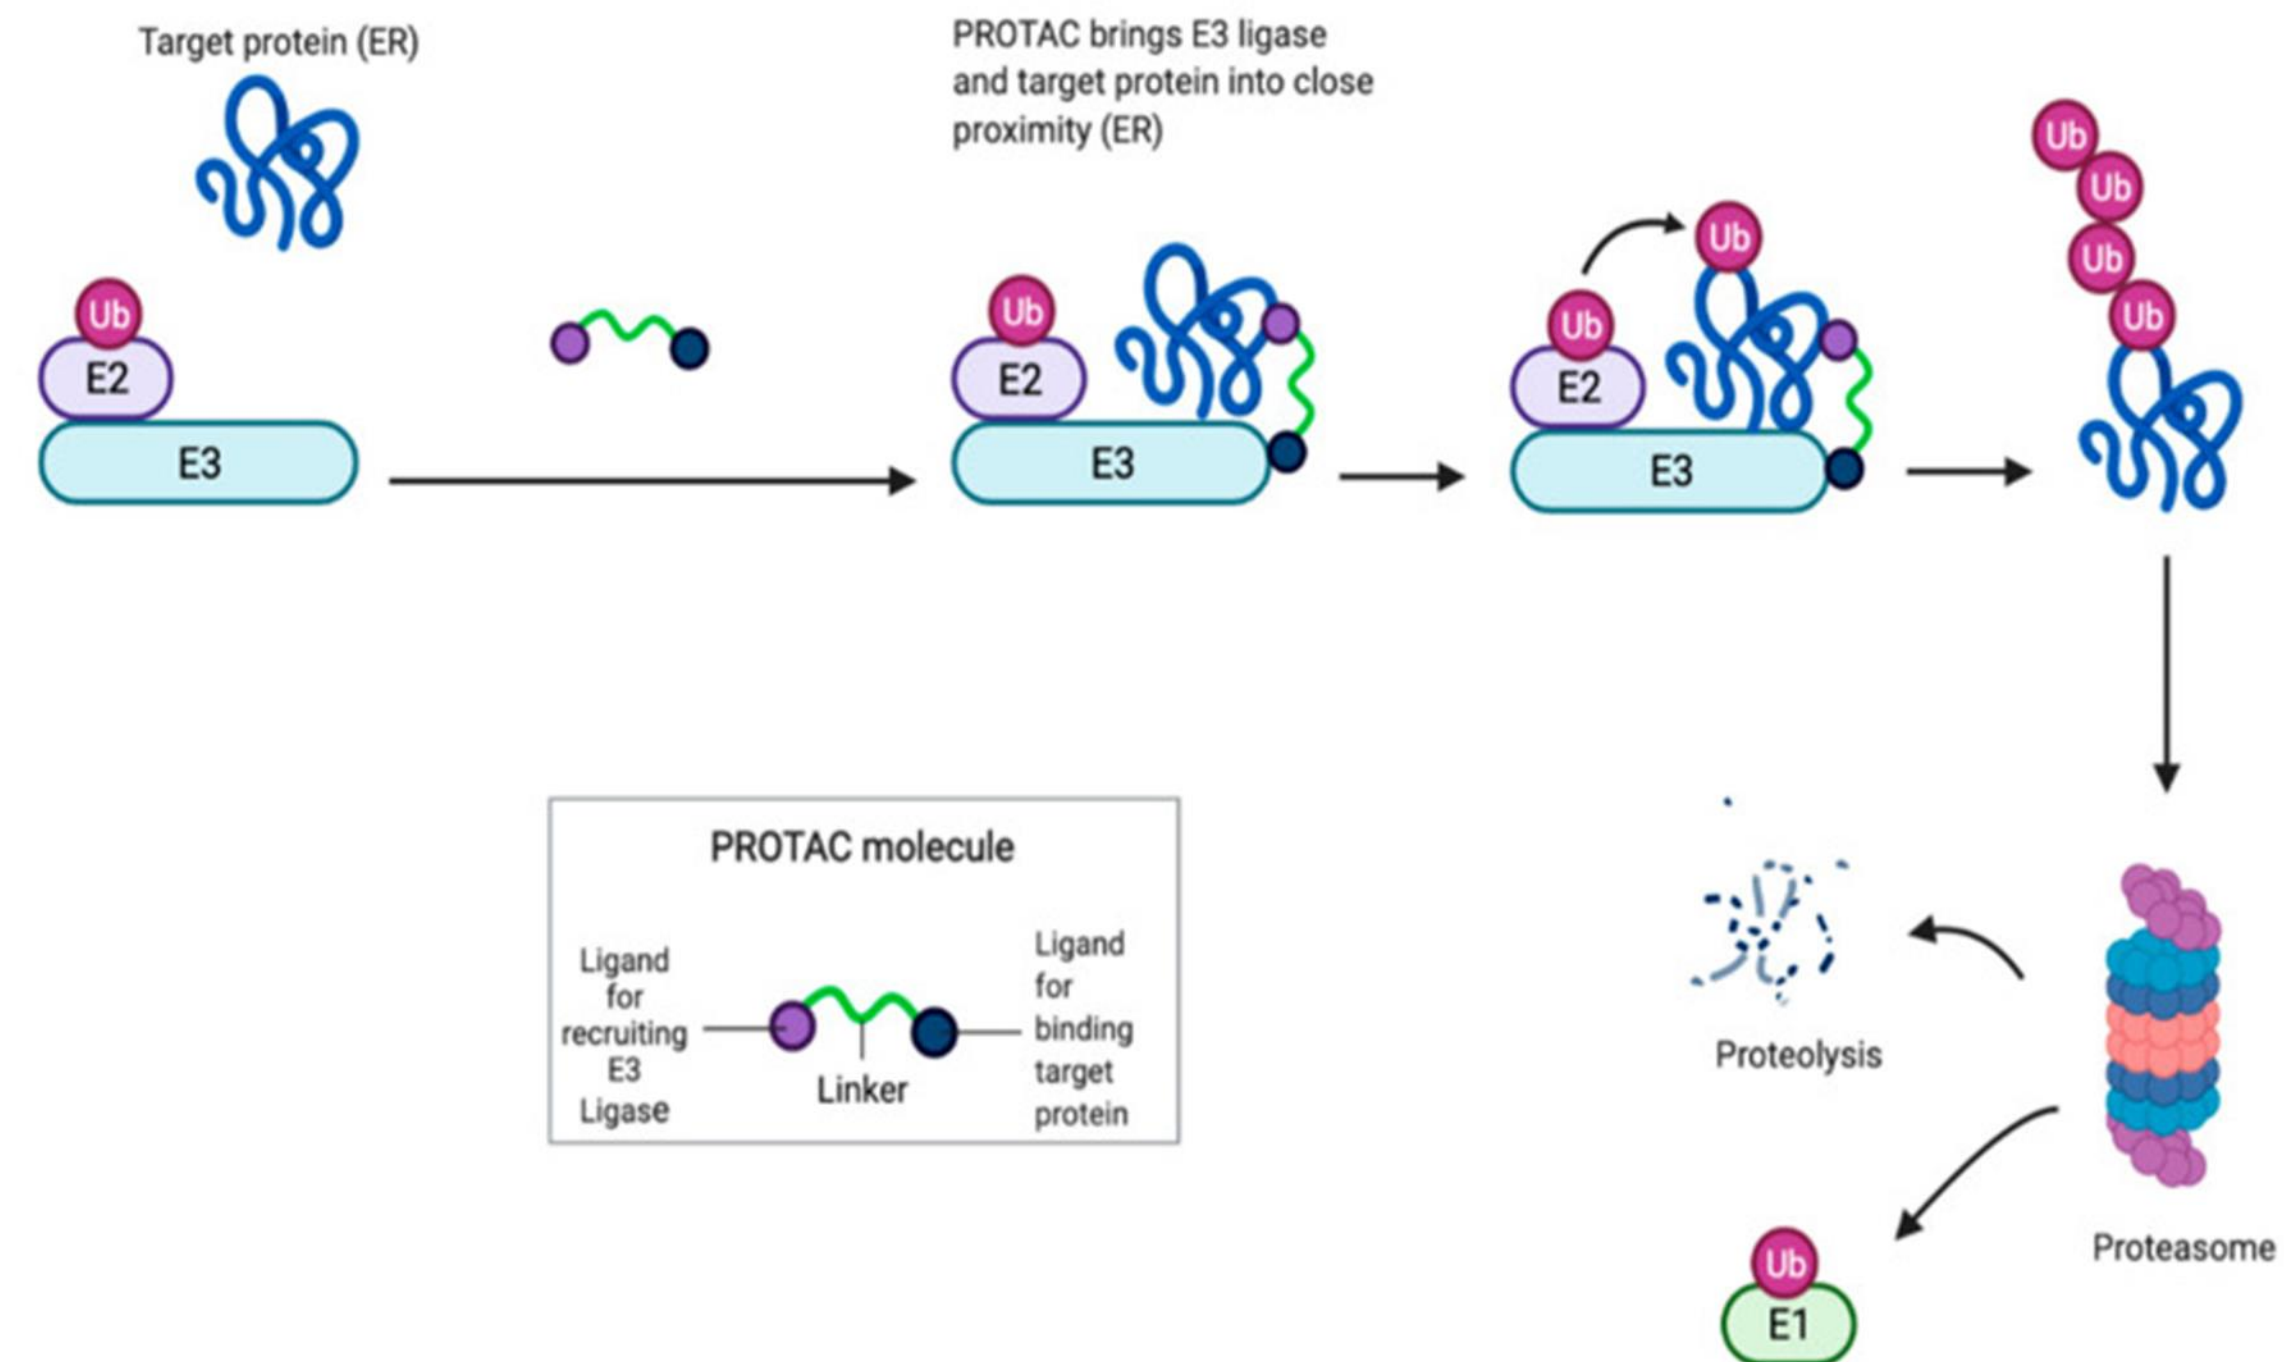 Target protein (ER)
PROTAC brings E3 ligase
and target protein into close
proximity (ER)
Ub
E2
E3
Ub
E2
E3
Ub
Ub
E2
E3
Ub
Ub
Ub
Ub
PROTAC molecule
Ligand
for
recruiting
E3
Ligase
Linker
Ligand
for
binding
target
protein
Proteolysis
Proteasome
Ub
E1